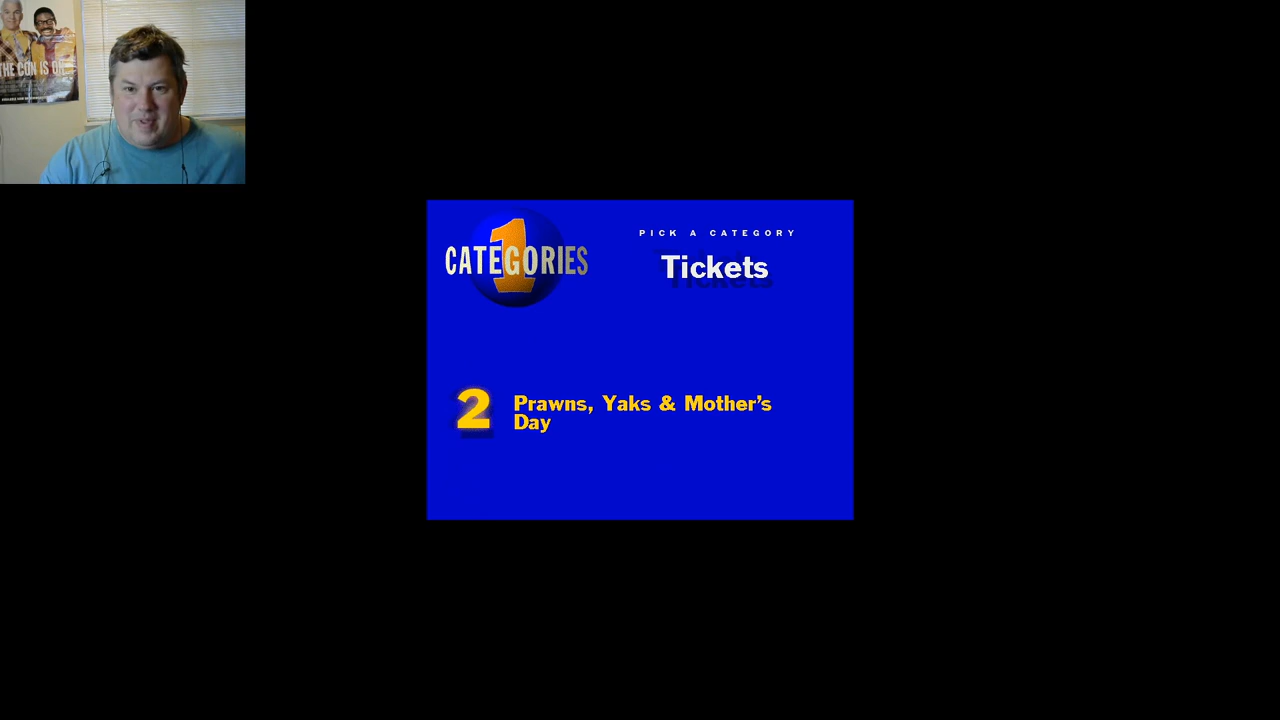 THE CON IS ON
PICK A CATEGORY
CATEGORIES
1
Tickets
2
Prawns, Yaks & Mother's
Day